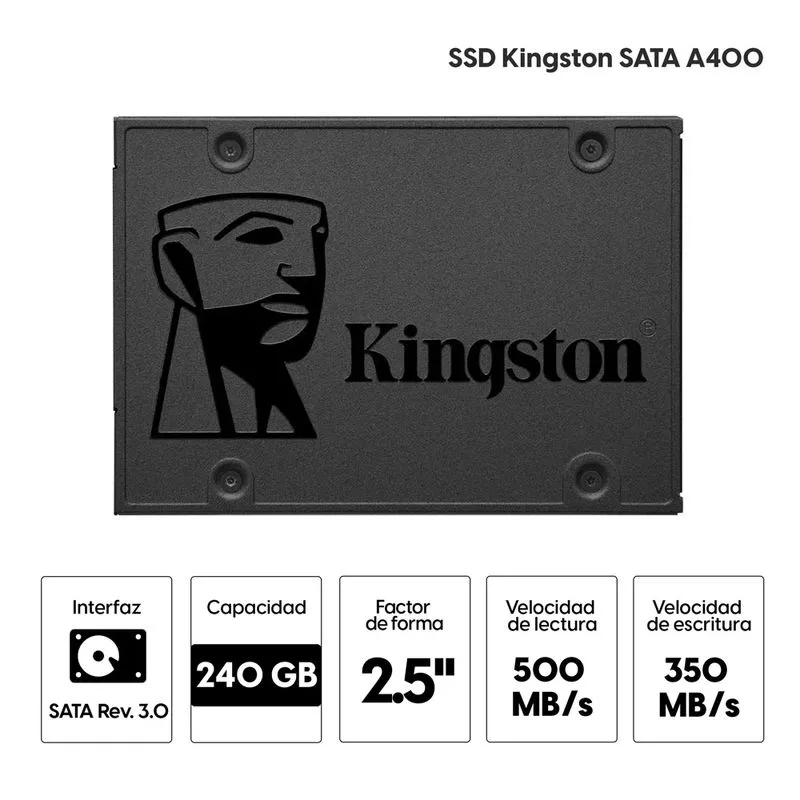 SSD Kingston SATA A400
Kingston®
Interfaz
SATA Rev. 3.0
Capacidad
240 GB
Factor
de forma
2.5"
Velocidad
de lectura
500
MB/s
Velocidad
de escritura
350
MB/s